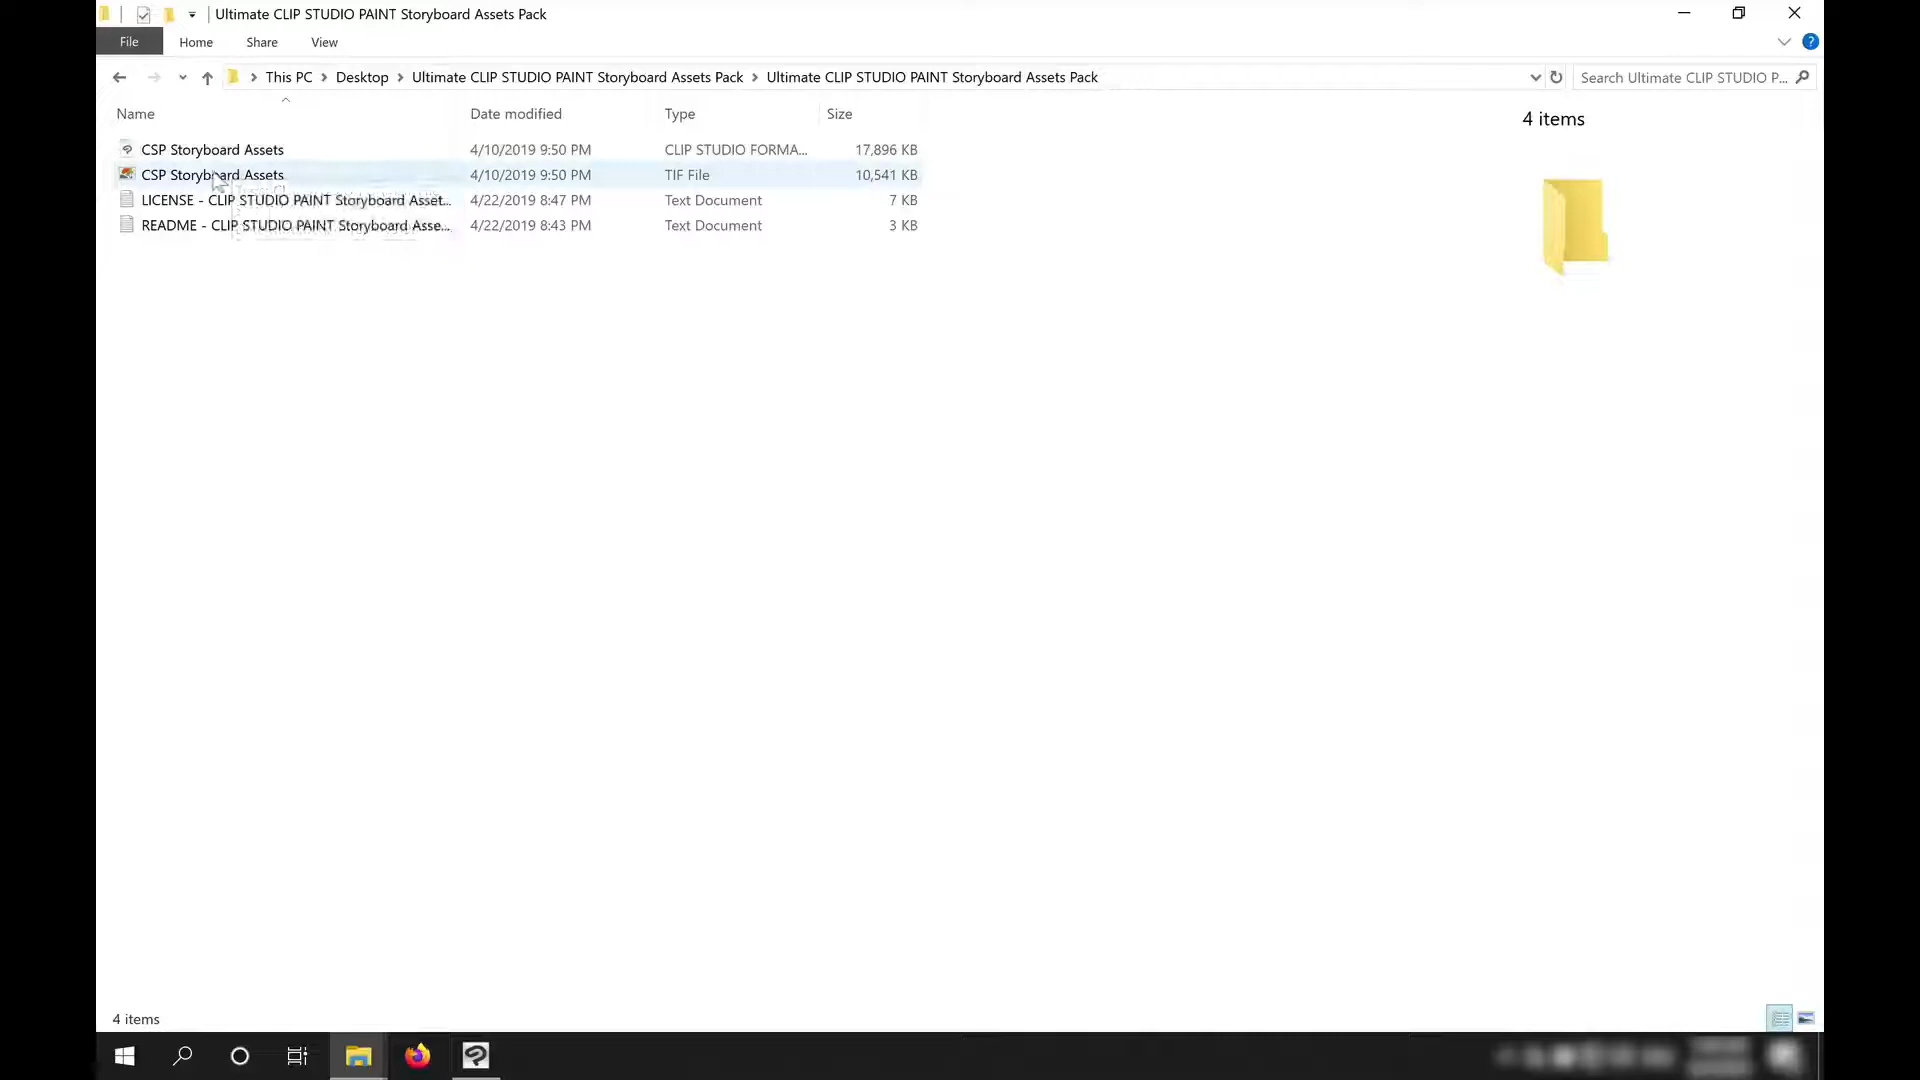 Ultimate CLIP STUDIO PAINT Storyboard Assets Pack
File Home Share View ?
This PC Desktop Ultimate CLIP STUDIO PAINT Storyboard Assets Pack Ultimate CLIP STUDIO PAINT Storyboard Assets Pack Search Ultimate CLIP STUDIO P...
Name Date modified Type Size
4 items
CSP Storyboard Assets 4/10/2019 9:50 PM CLIP STUDIO FORMA... 17,896 KB
CSP Storyboard Assets 4/10/2019 9:50 PM TIF File 10,541 KB
LICENSE - CLIP STUDIO PAINT Storyboard Asset... 4/22/2019 8:47 PM Text Document 7 KB
README - CLIP STUDIO PAINT Storyboard Asse... 4/22/2019 8:43 PM Text Document 3 KB
4 items